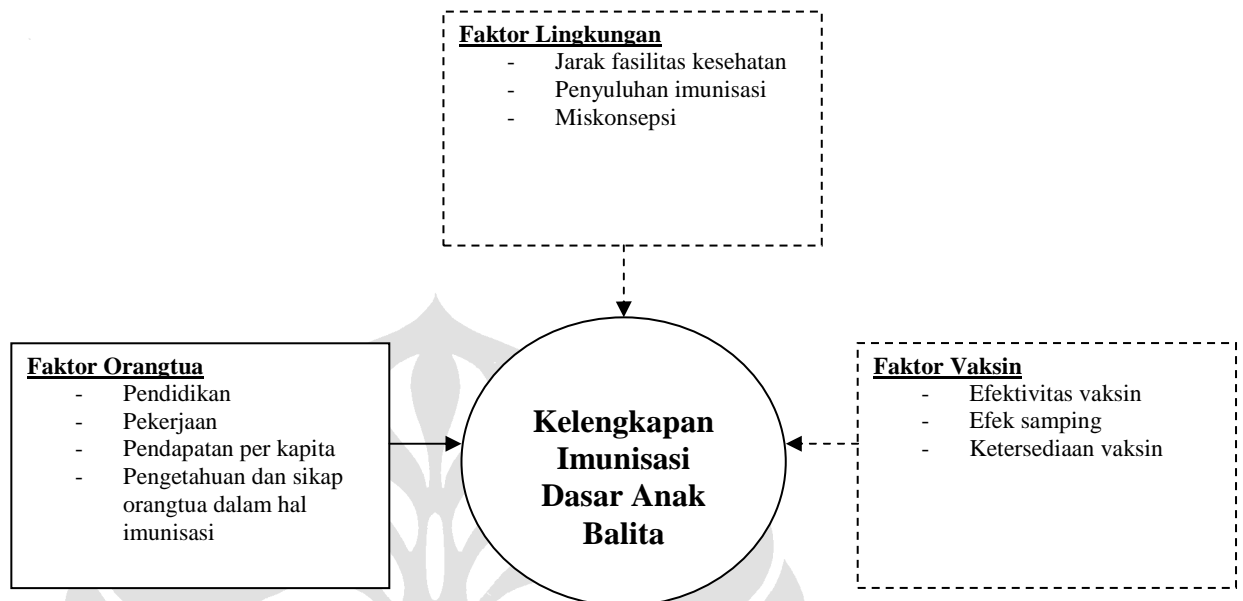 Faktor Lingkungan
- Jarak fasilitas kesehatan
- Penyuluhan imunisasi
- Miskonsepsi
Faktor Orangtua
- Pendidikan
- Pekerjaan
- Pendapatan per kapita
- Pengetahuan dan sikap
orangtua dalam hal
imunisasi
Kelengkapan
Imunisasi
Dasar Anak
Balita
Faktor Vaksin
- Efektivitas vaksin
- Efek samping
- Ketersediaan vaksin